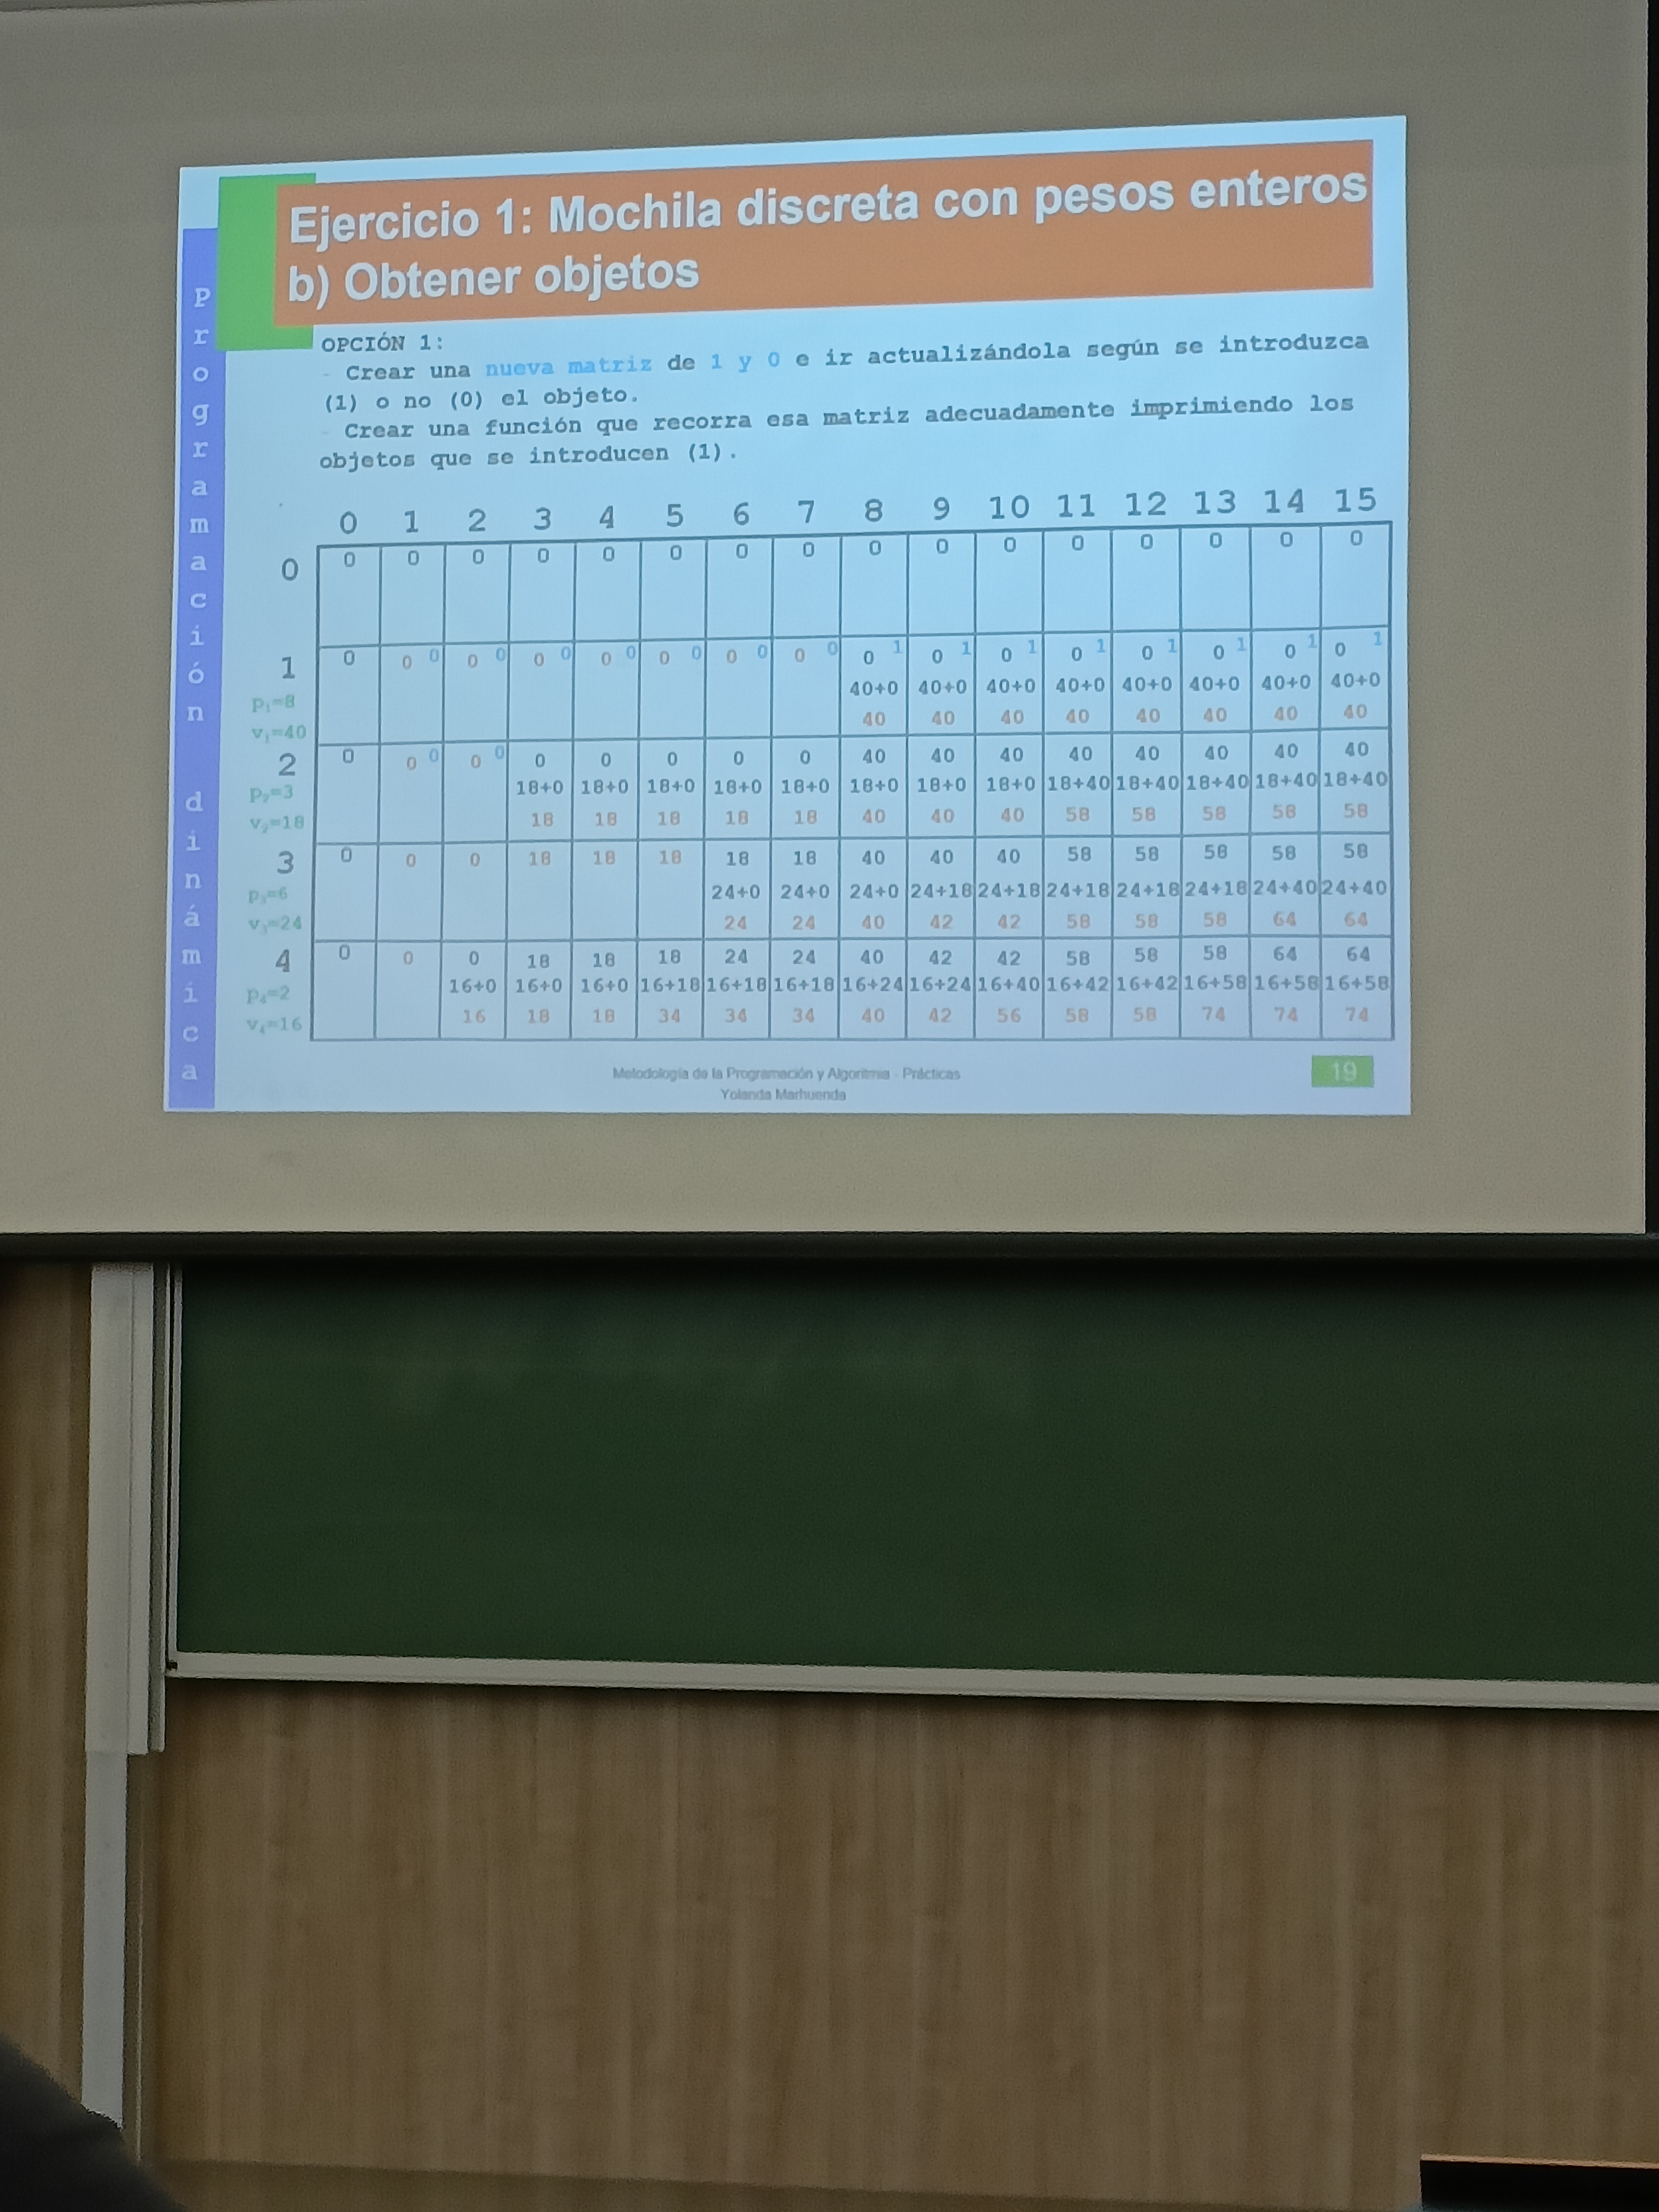 Ejercicio 1: Mochila discreta con pesos enteros
b) Obtener objetos
Programación dinámica
OPCIÓN 1:
- Crear una nueva matriz de 1 y 0 e ir actualizándola según se introduzca
(1) o no (0) el objeto.
- Crear una función que recorra esa matriz adecuadamente imprimiendo los
objetos que se introducen (1).
0 1 2 3 4 5 6 7 8 9 10 11 12 13 14 15
0 0 0 0 0 0 0 0 0 0 0 0 0 0 0 0 0
1 0 0 0 0 0 0 0 0 0 0 0 0 0 0 0 0 0 1 0 1 0 1 0 1 0 1 0 1 0 1 0 1
p₁=8 40+0 40+0 40+0 40+0 40+0 40+0 40+0 40+0
v₁=40 40 40 40 40 40 40 40 40
2 0 0 0 0 0 0 0 0 0 0 40 40 40 40 40 40 40 40
p₂=3 18+0 18+0 18+0 18+0 18+0 18+0 18+0 18+0 18+40 18+40 18+40 18+40 18+40
v₂=18 18 18 18 18 18 40 40 40 58 58 58 58 58
3 0 0 0 18 18 18 18 18 40 40 40 58 58 58 58 58
p₃=6 24+0 24+0 24+0 24+18 24+18 24+18 24+18 24+18 24+40 24+40
v₃=24 24 24 40 42 42 58 58 58 64 64
4 0 0 0 18 18 18 24 24 40 42 42 58 58 58 64 64
p₄=2 16+0 16+0 16+0 16+18 16+18 16+18 16+24 16+24 16+40 16+42 16+42 16+58 16+58 16+58
v₄=16 16 18 18 34 34 34 40 42 56 58 58 74 74 74
Metodología de la Programación y Algoritmia - Prácticas
Yolanda Marhuenda
19